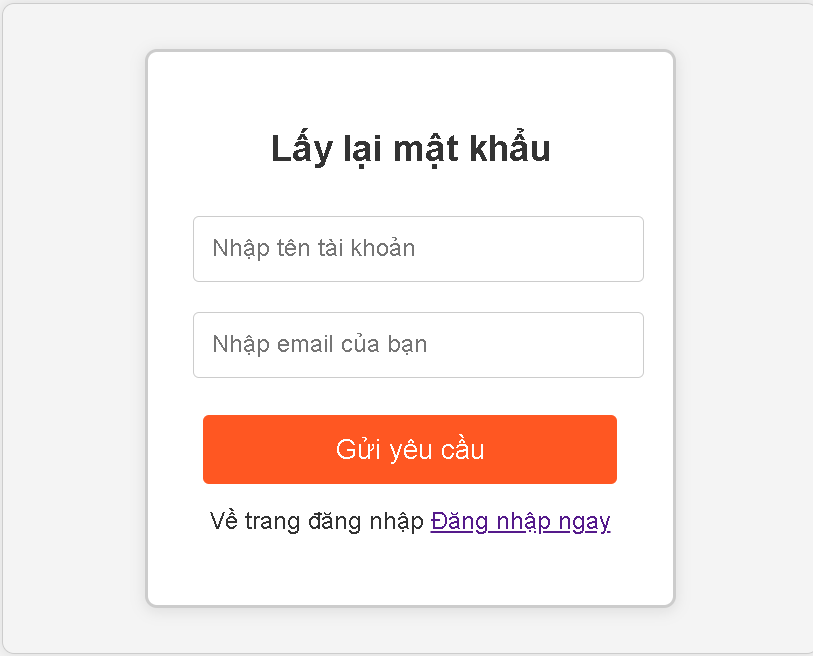 Lấy lại mật khẩu
Nhập tên tài khoản
Nhập email của bạn
Gửi yêu cầu
Về trang đăng nhập Đăng nhập ngay